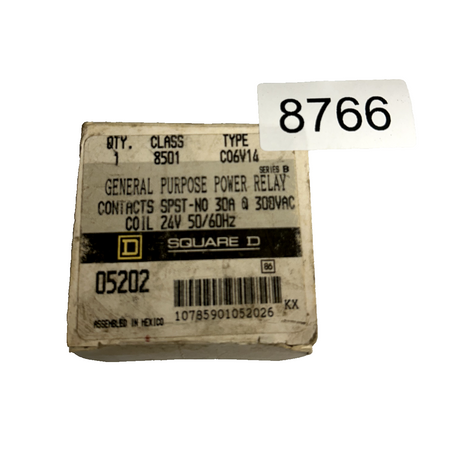 8766
QTY. CLASS TYPE
1 8501 CO6V14
SERIES B
GENERAL PURPOSE POWER RELAY
CONTACTS SPST-NO 30A @ 300VAC
COIL 24V 50/60Hz
D SQUARE D
05202
86
KX
10785901052026
ASSEMBLED IN MEXICO